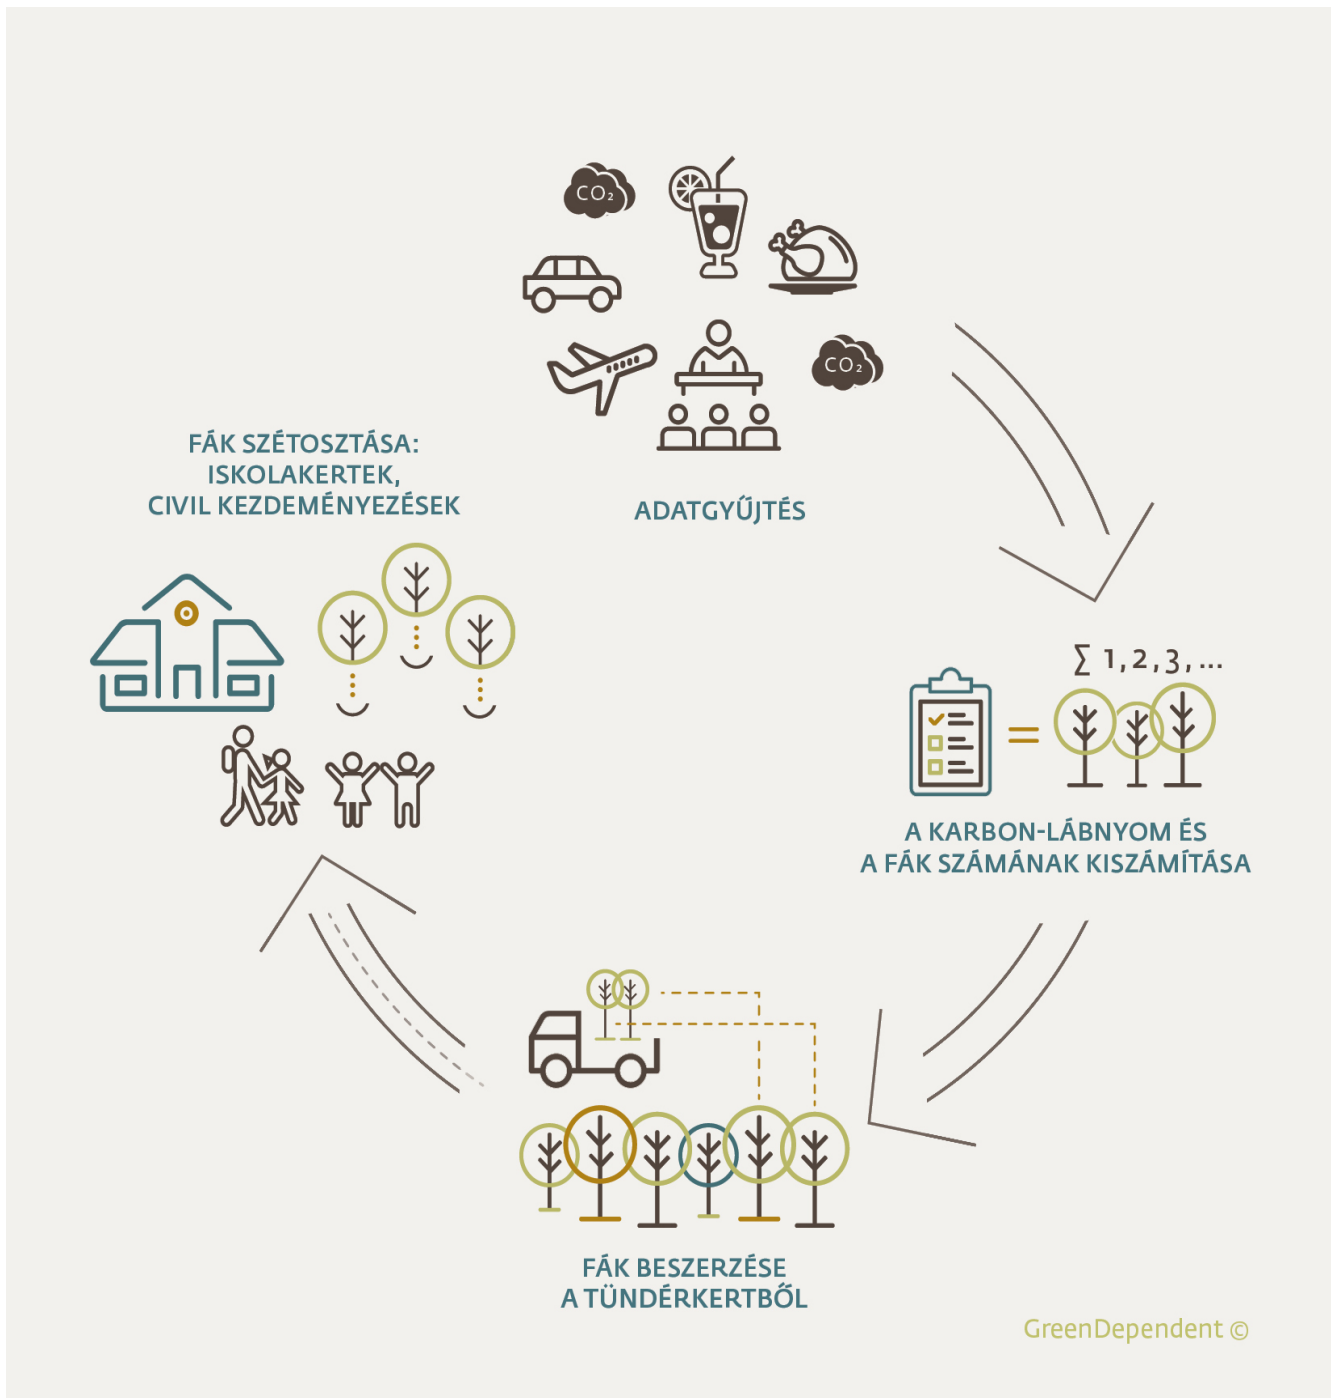 CO₂
CO₂
ADATGYŰJTÉS
∑ 1, 2, 3, ...
=
A KARBON-LÁBNYOM ÉS
A FÁK SZÁMÁNAK KISZÁMÍTÁSA
FÁK BESZERZÉSE
A TÜNDÉRKERTBŐL
FÁK SZÉTOSZTÁSA:
ISKOLAKERTEK,
CIVIL KEZDEMÉNYEZÉSEK
GreenDependent ©